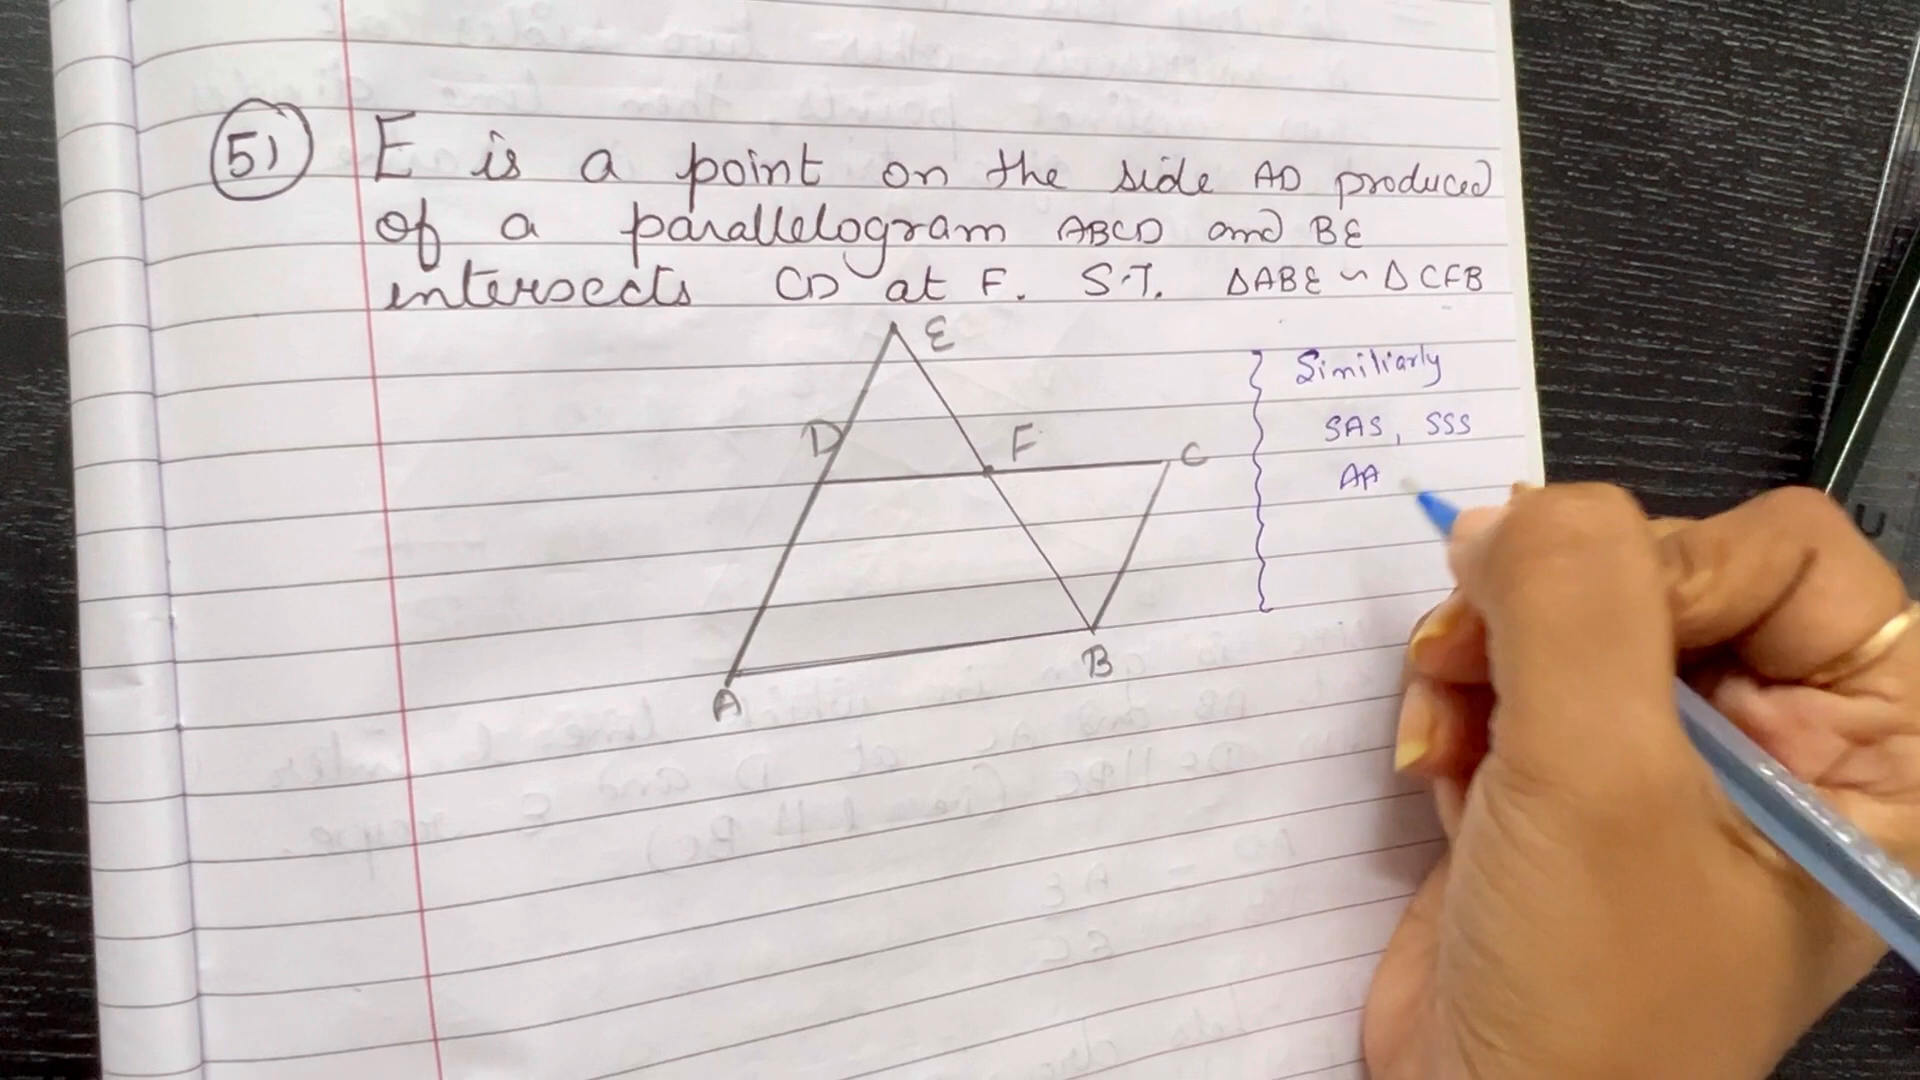 5)
E is a point on the side AD produced
of a parallelogram ABCD and BE
intersects CD at F. S.T. ΔABE ~ ΔCFB
E
D
F
C
A
B
Similiarly
SAS, SSS
AA